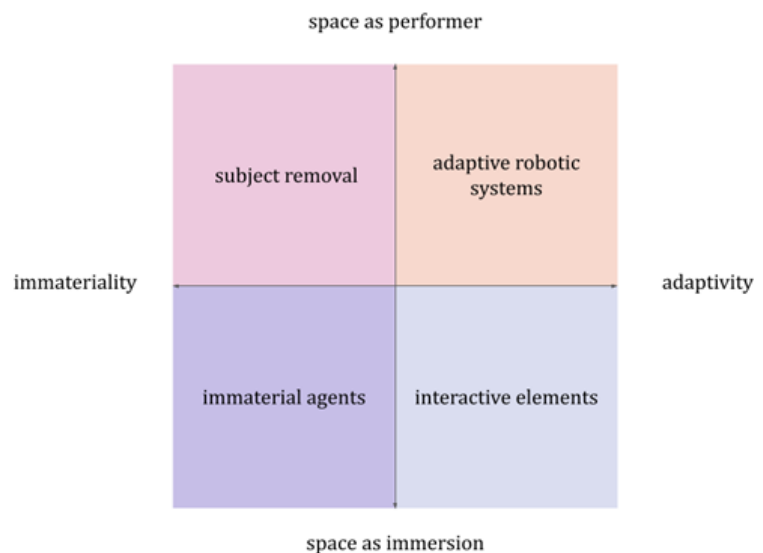 space as performer
subject removal
adaptive robotic
systems
immateriality
adaptivity
immaterial agents
interactive elements
space as immersion